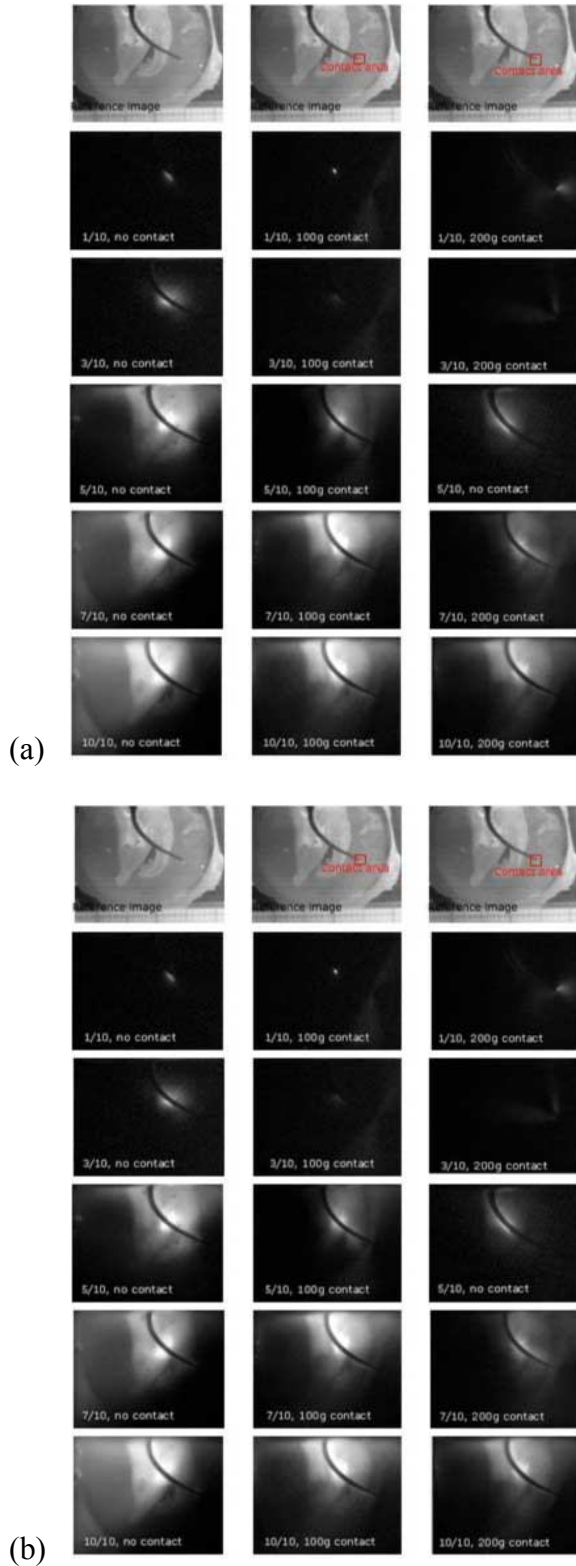 Reference image
Contact area
Reference image
Contact area
Reference image
1/10, no contact
1/10, 100g contact
1/10, 200g contact
3/10, no contact
3/10, 100g contact
3/10, 200g contact
5/10, no contact
5/10, 100g contact
5/10, no contact
7/10, no contact
7/10, 100g contact
7/10, 200g contact
10/10, no contact
10/10, 100g contact
10/10, 200g contact
(a)
Reference image
Contact area
Reference image
Contact area
Reference image
1/10, no contact
1/10, 100g contact
1/10, 200g contact
3/10, no contact
3/10, 100g contact
3/10, 200g contact
5/10, no contact
5/10, 100g contact
5/10, no contact
7/10, no contact
7/10, 100g contact
7/10, 200g contact
10/10, no contact
10/10, 100g contact
10/10, 200g contact
(b)